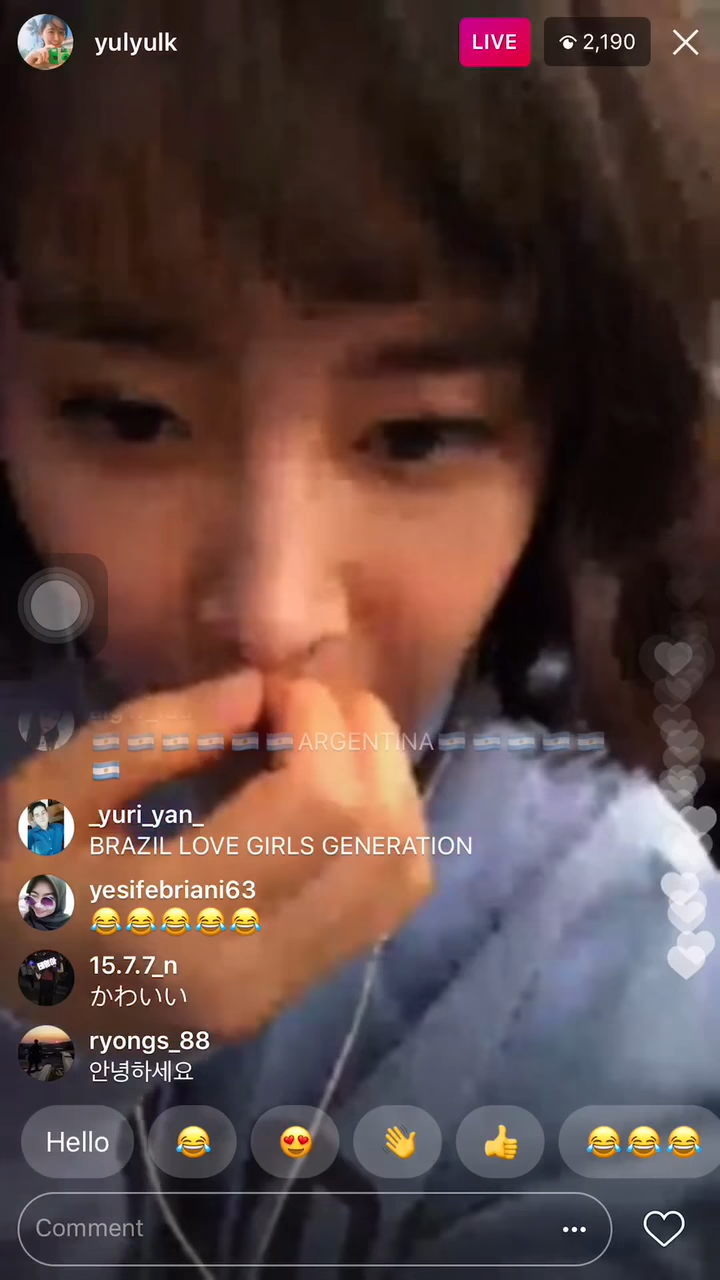 yulyulk
LIVE
2,190
🇦🇷🇦🇷🇦🇷🇦🇷🇦🇷🇦🇷ARGENTINA🇦🇷🇦🇷🇦🇷🇦🇷🇦🇷
🇦🇷
_yuri_yan_
BRAZIL LOVE GIRLS GENERATION
yesifebriani63
😂😂😂😂😂
15.7.7_n
かわいい
ryongs_88
안녕하세요
Hello 😂 😍 👋 👍 😂😂😂
Comment